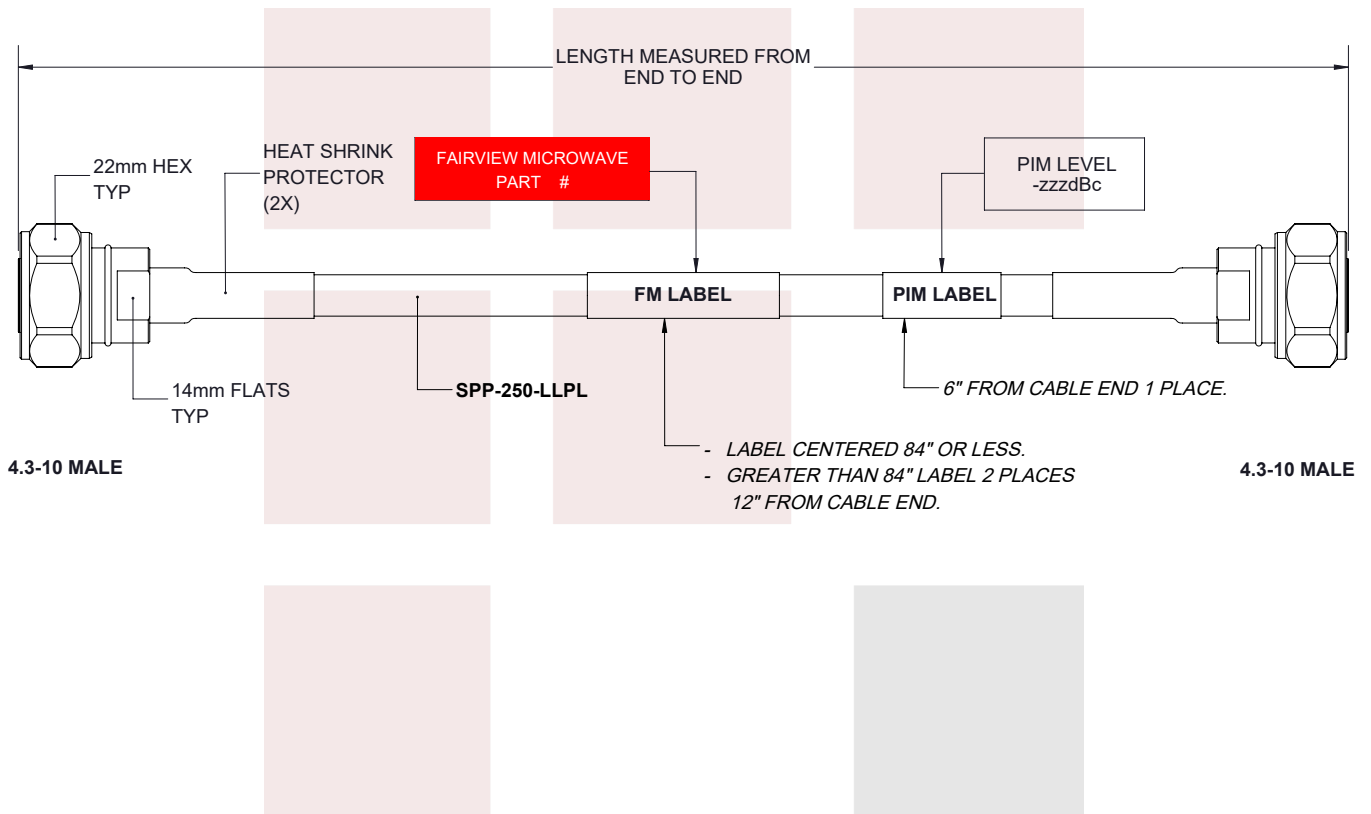 LENGTH MEASURED FROM
END TO END
22mm HEX
TYP
HEAT SHRINK
PROTECTOR
(2X)
FAIRVIEW MICROWAVE
PART #
PIM LEVEL
-zzzdBc
FM LABEL
PIM LABEL
14mm FLATS
TYP
SPP-250-LLPL
6" FROM CABLE END 1 PLACE.
- LABEL CENTERED 84" OR LESS.
- GREATER THAN 84" LABEL 2 PLACES
12" FROM CABLE END.
4.3-10 MALE
4.3-10 MALE